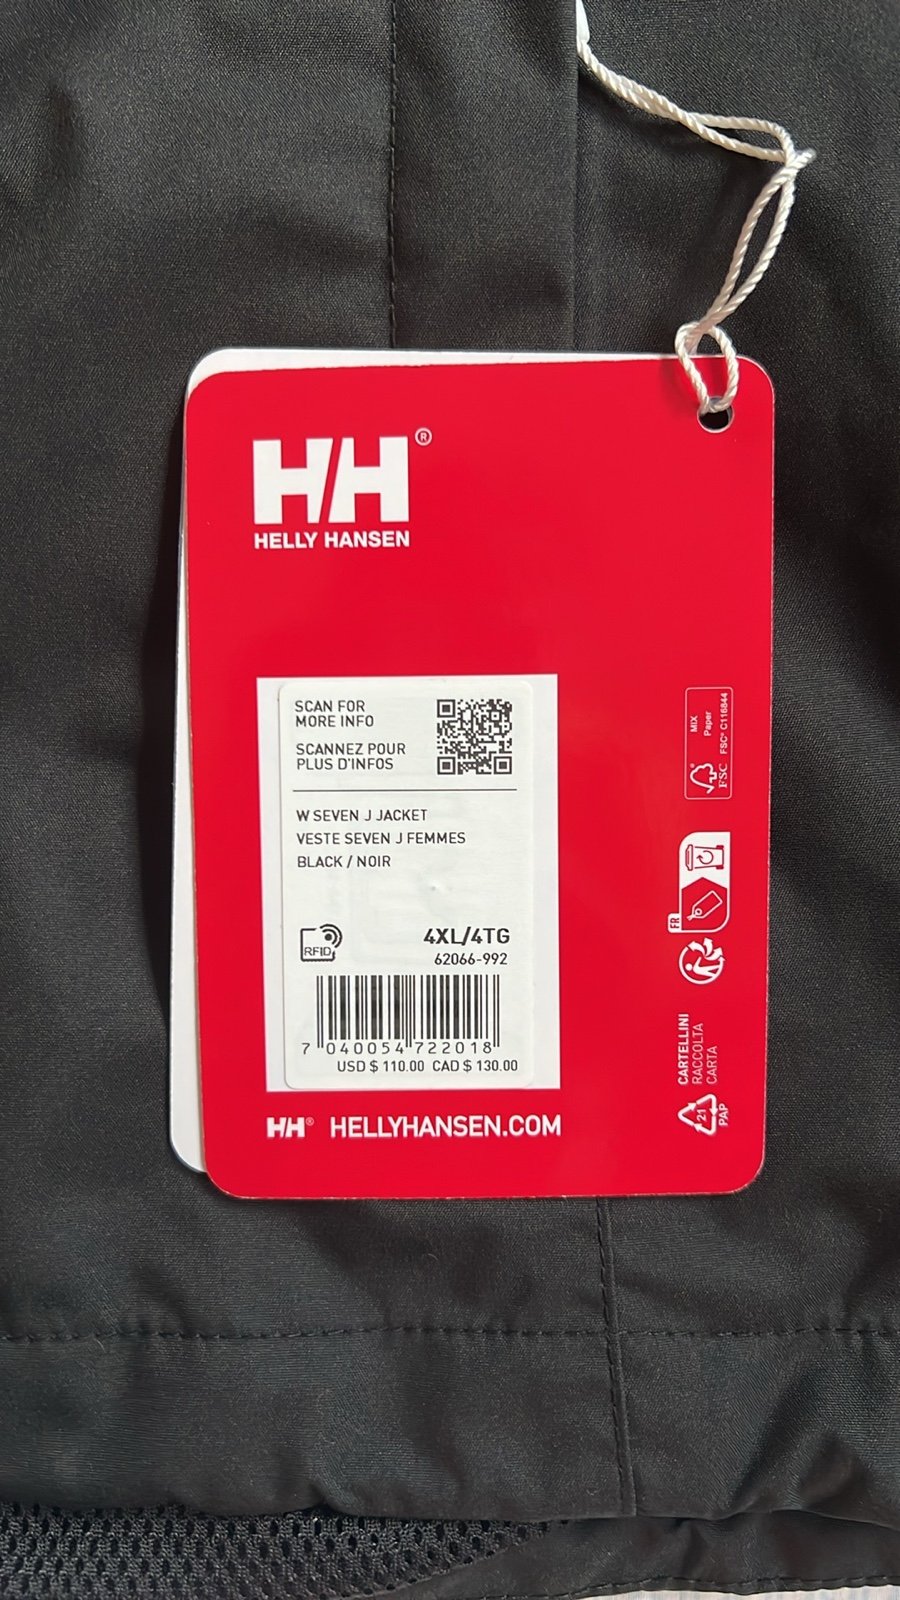 HH®
HELLY HANSEN
SCAN FOR
MORE INFO
SCANNEZ POUR
PLUS D'INFOS
W SEVEN J JACKET
VESTE SEVEN J FEMMES
BLACK / NOIR
RFID
4XL/4TG
62066-992
7 040054 722018
USD $ 110.00 CAD $ 130.00
HH® HELLYHANSEN.COM
FSC®
MIX
Paper
FSC® C116844
FR
CARTELLINI
RACCOLTA
CARTA
21
PAP